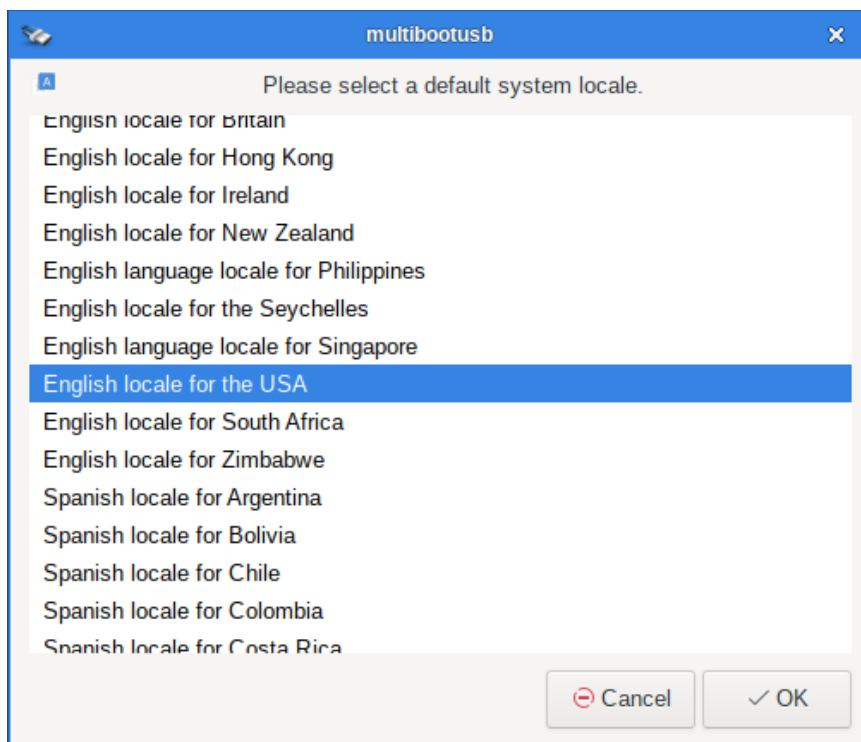 multibootusb
Please select a default system locale.
English locale for Britain
English locale for Hong Kong
English locale for Ireland
English locale for New Zealand
English language locale for Philippines
English locale for the Seychelles
English language locale for Singapore
English locale for the USA
English locale for South Africa
English locale for Zimbabwe
Spanish locale for Argentina
Spanish locale for Bolivia
Spanish locale for Chile
Spanish locale for Colombia
Spanish locale for Costa Rica
Cancel
OK